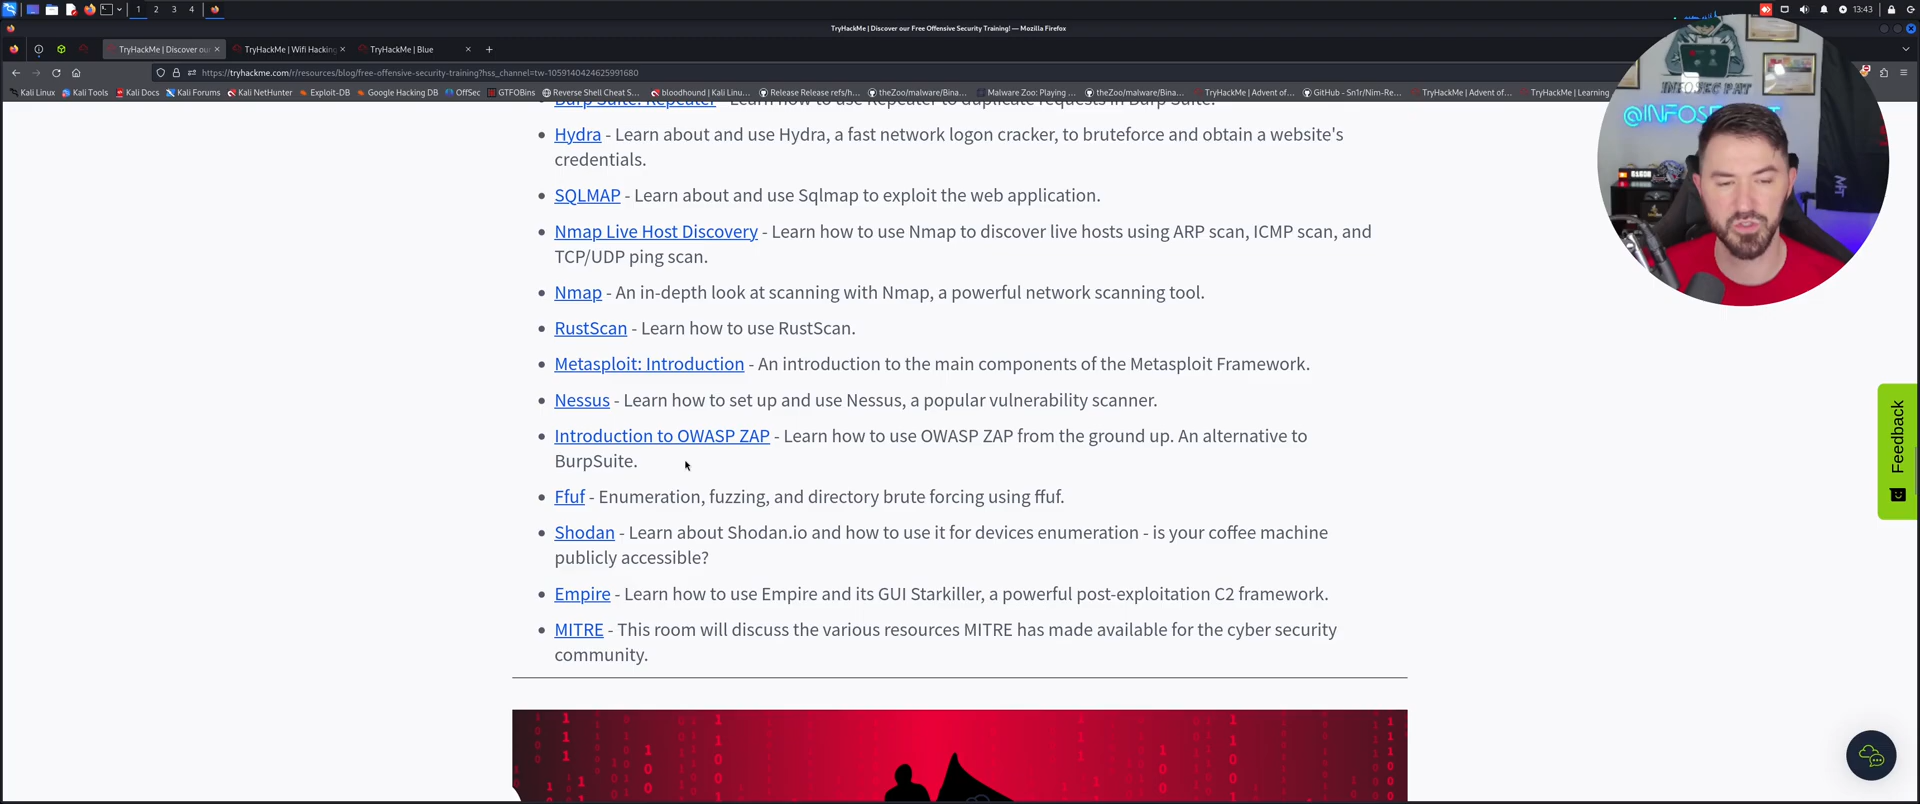 1 2 3 4 13:43
TryHackMe | Discover our Free Offensive Security Training! — Mozilla Firefox
TryHackMe | Discover ou × TryHackMe | Wifi Hacking × TryHackMe | Blue × +
https://tryhackme.com/r/resources/blog/free-offensive-security-training?hss_channel=tw-1059140424625991680
Kali Linux Kali Tools Kali Docs Kali Forums Kali NetHunter Exploit-DB Google Hacking DB OffSec GTFOBins Reverse Shell Cheat S... bloodhound | Kali Linu... Release Release refs/h... theZoo/malware/Bina... Malware Zoo: Playing ... theZoo/malware/Bina... TryHackMe | Advent of... GitHub - Sn1r/Nim-Re... TryHackMe | Advent of... TryHackMe | Learning
INFOSEC PAT
@INFOSE
Burp Suite: Repeater - Learn how to use Repeater to duplicate requests in Burp Suite.
• Hydra - Learn about and use Hydra, a fast network logon cracker, to bruteforce and obtain a website's
credentials.
• SQLMAP - Learn about and use Sqlmap to exploit the web application.
• Nmap Live Host Discovery - Learn how to use Nmap to discover live hosts using ARP scan, ICMP scan, and
TCP/UDP ping scan.
• Nmap - An in-depth look at scanning with Nmap, a powerful network scanning tool.
• RustScan - Learn how to use RustScan.
• Metasploit: Introduction - An introduction to the main components of the Metasploit Framework.
• Nessus - Learn how to set up and use Nessus, a popular vulnerability scanner.
• Introduction to OWASP ZAP - Learn how to use OWASP ZAP from the ground up. An alternative to
BurpSuite.
• Ffuf - Enumeration, fuzzing, and directory brute forcing using ffuf.
• Shodan - Learn about Shodan.io and how to use it for devices enumeration - is your coffee machine
publicly accessible?
• Empire - Learn how to use Empire and its GUI Starkiller, a powerful post-exploitation C2 framework.
• MITRE - This room will discuss the various resources MITRE has made available for the cyber security
community.
Feedback